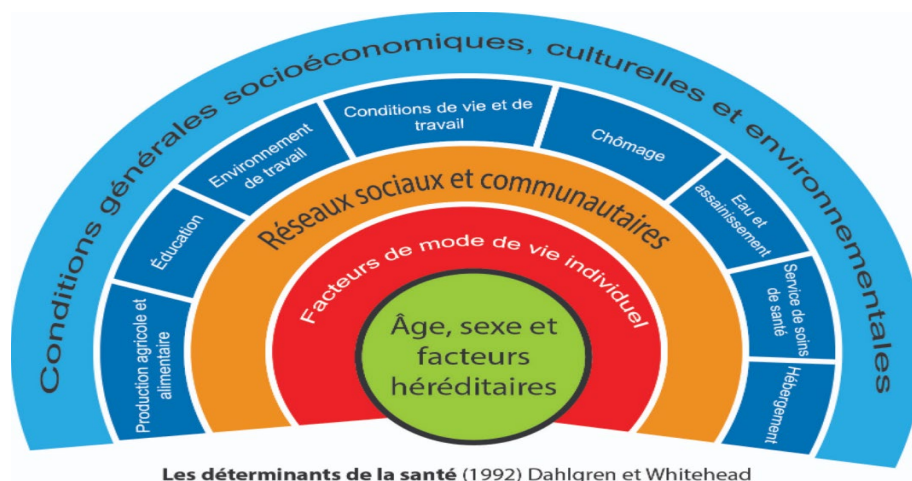 Conditions générales socioéconomiques, culturelles et environnementales
Production agricole et
alimentaire
Éducation
Environnement
de travail
Conditions de vie et de
travail
Chômage
Eau et
assainissement
Service de soins
de santé
Hébergement
Réseaux sociaux et communautaires
Facteurs de mode de vie individuel
Âge, sexe et
facteurs
héréditaires
Les déterminants de la santé (1992) Dahlgren et Whitehead